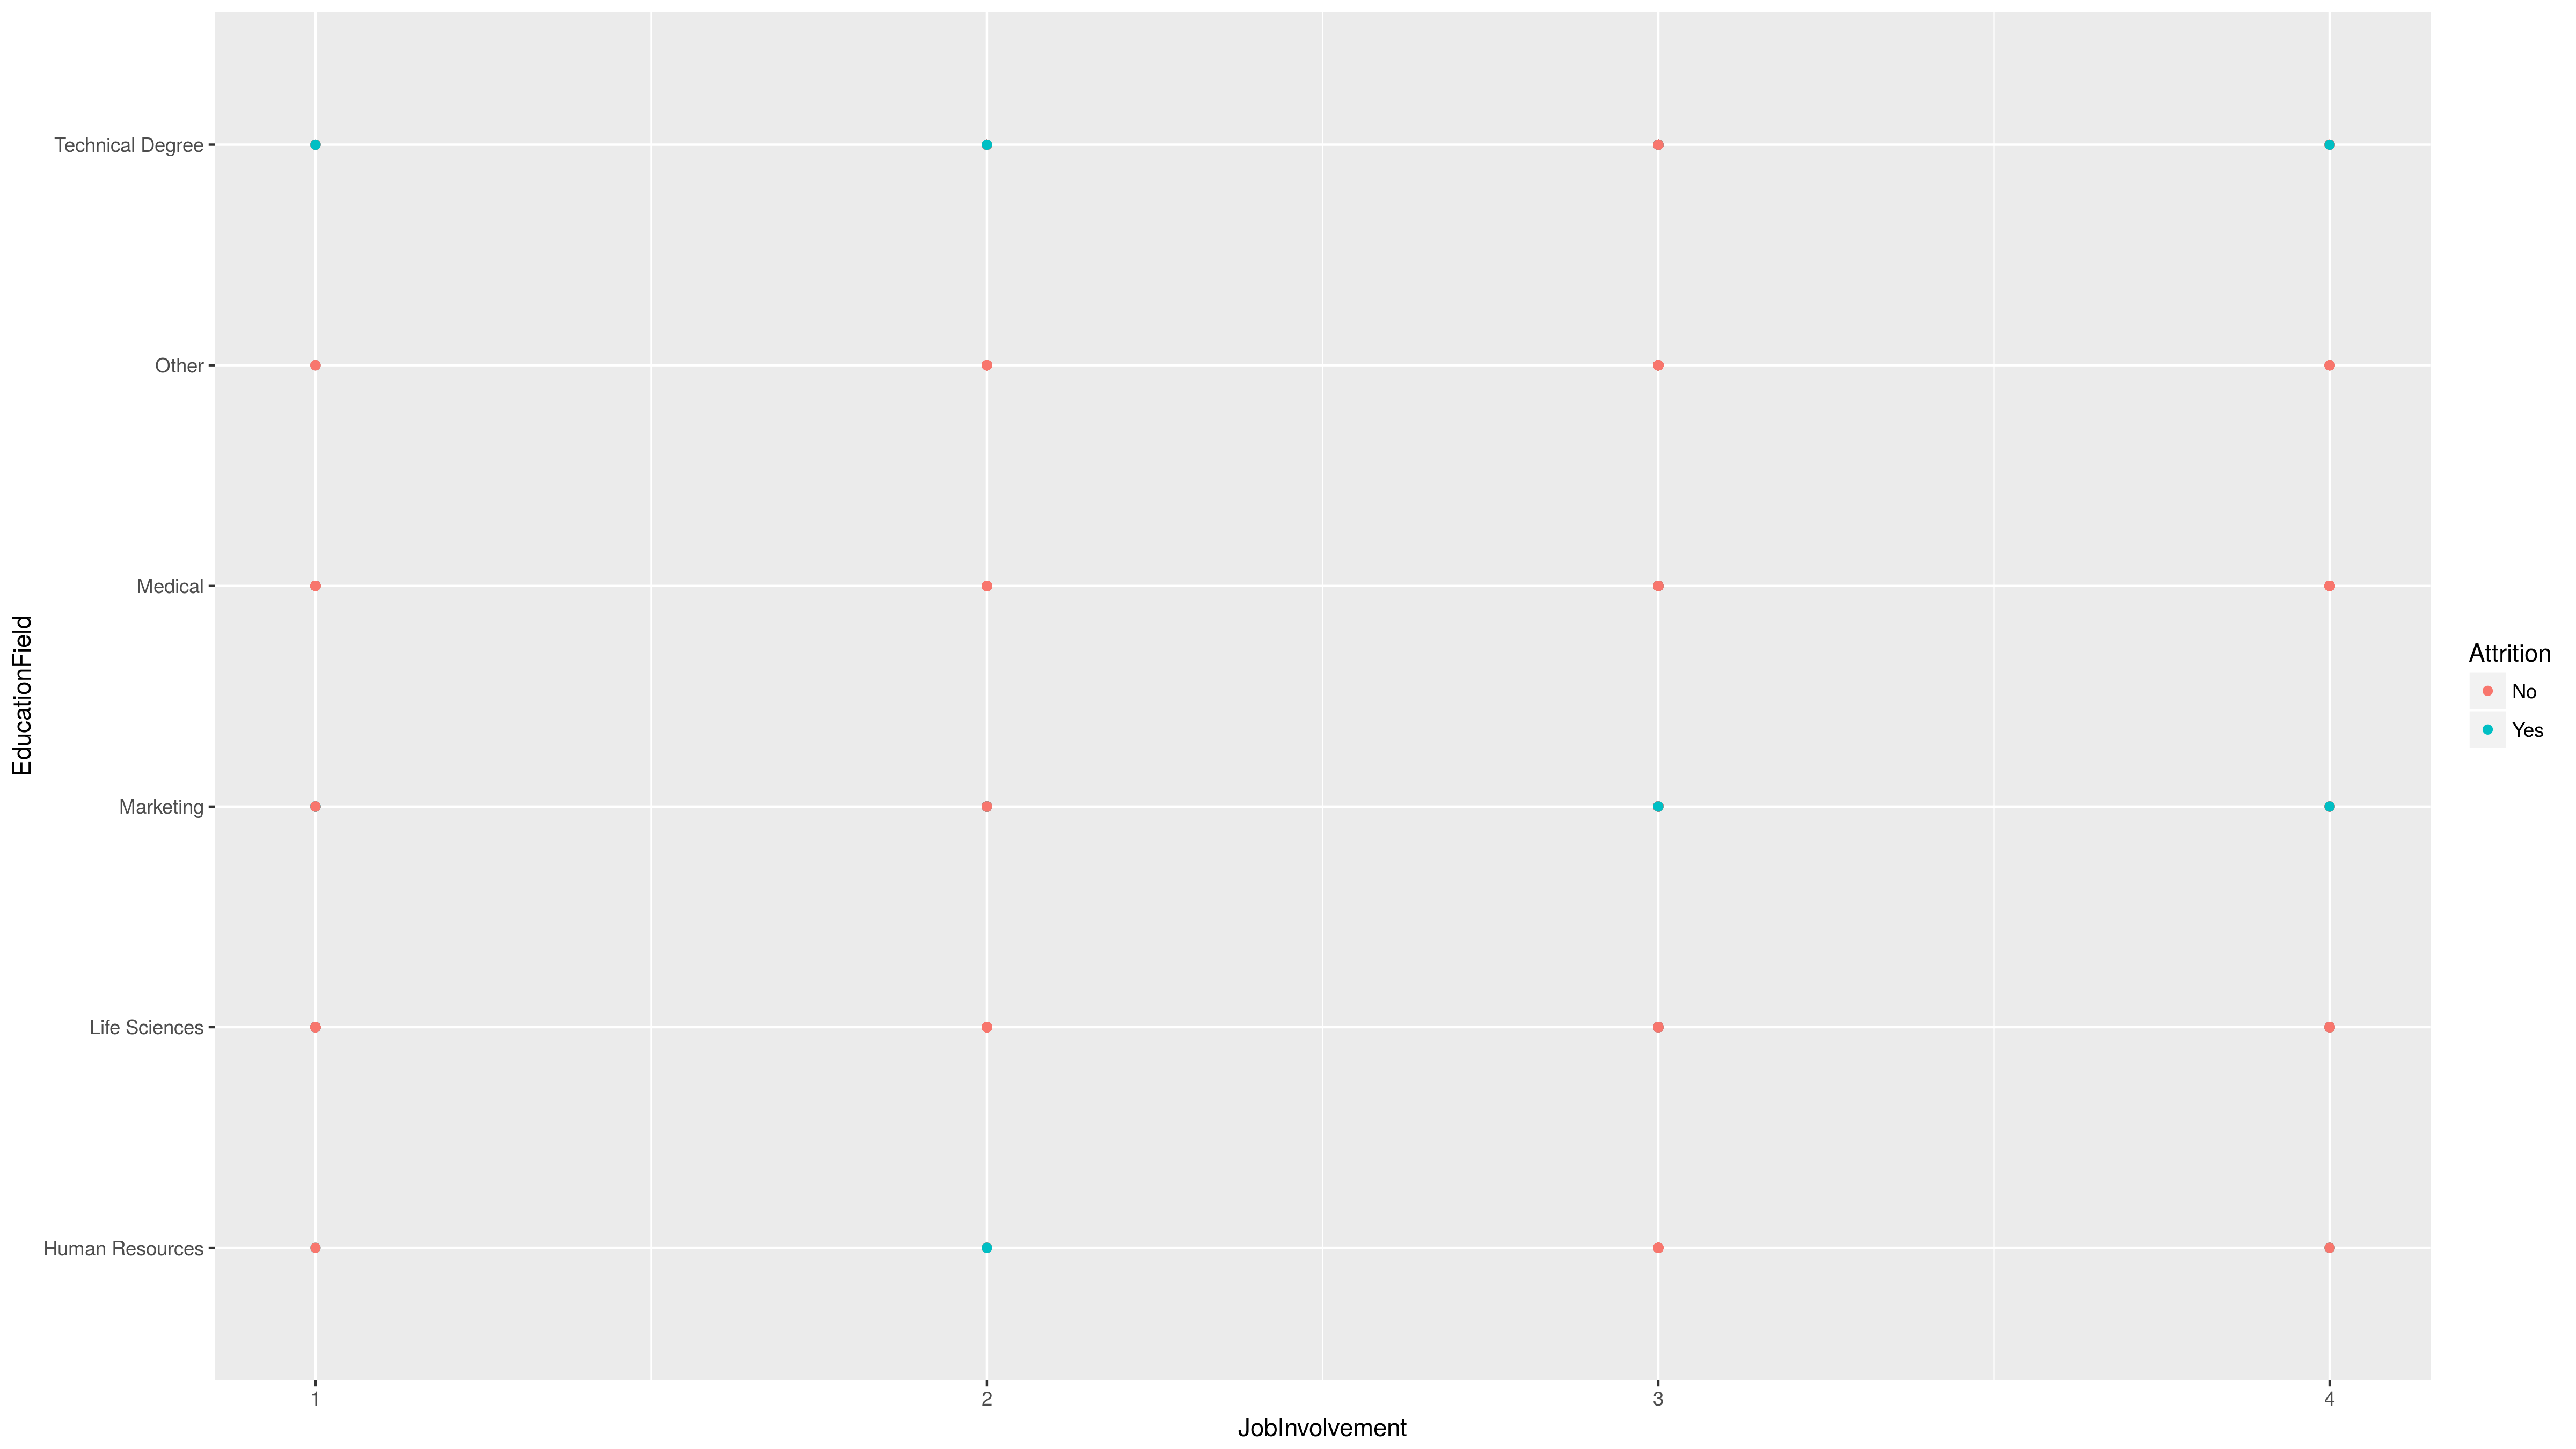 Technical Degree
Other
Medical
Marketing
Life Sciences
Human Resources
EducationField
1 2 3 4
JobInvolvement
Attrition
No
Yes